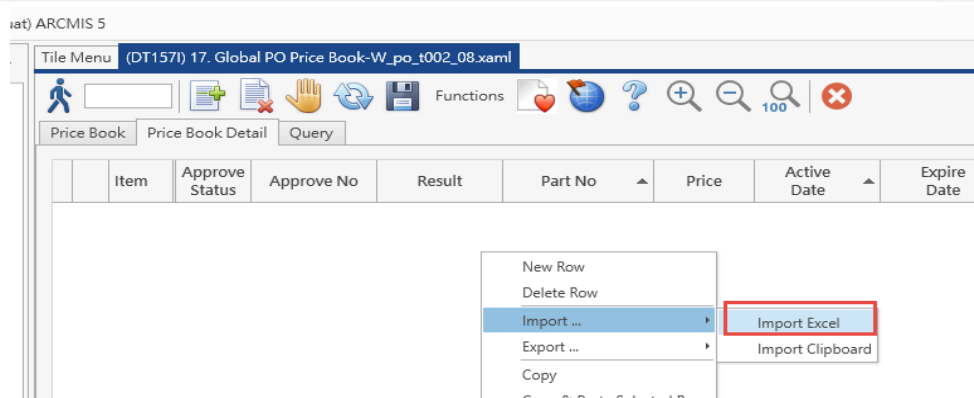 ARCMIS 5
Tile Menu (DT157I) 17. Global PO Price Book-W_po_t002_08.xaml
Functions
100
Price Book Price Book Detail Query
Item Approve Status Approve No Result Part No Price Active Date Expire Date
New Row
Delete Row
Import ...
Import Excel
Export ...
Import Clipboard
Copy